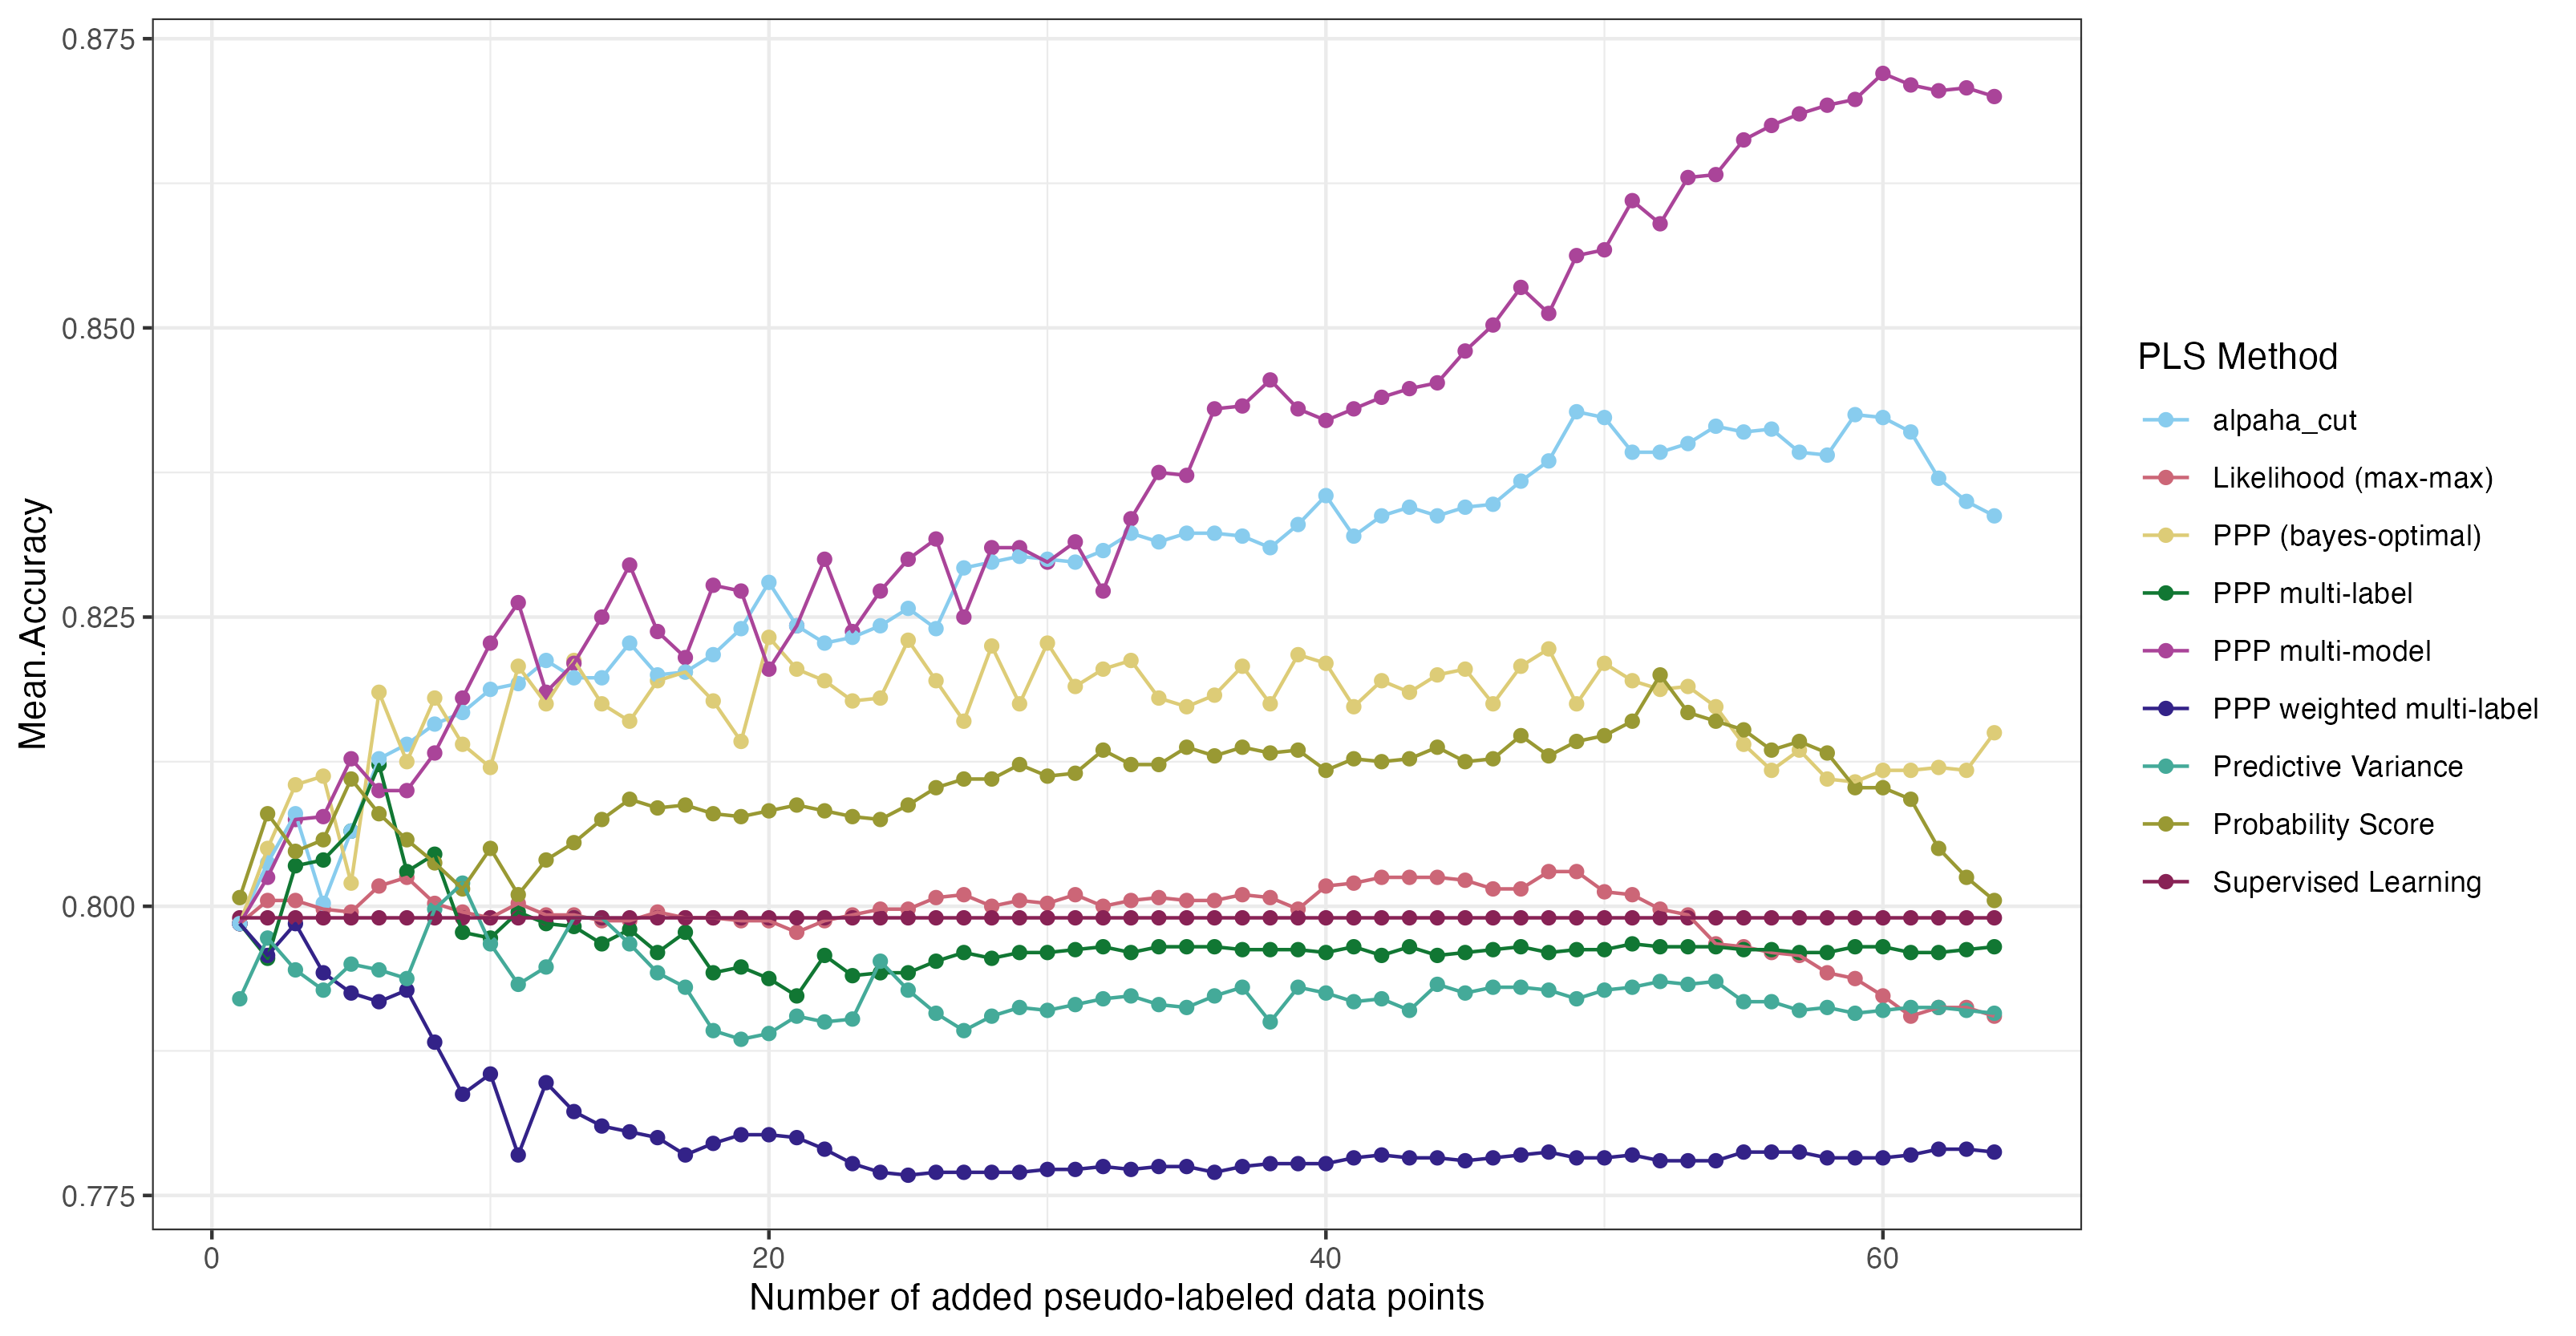 0.875
0.850
0.825
0.800
0.775
Mean.Accuracy
0
20
40
60
Number of added pseudo-labeled data points
PLS Method
alpaha_cut
Likelihood (max-max)
PPP (bayes-optimal)
PPP multi-label
PPP multi-model
PPP weighted multi-label
Predictive Variance
Probability Score
Supervised Learning